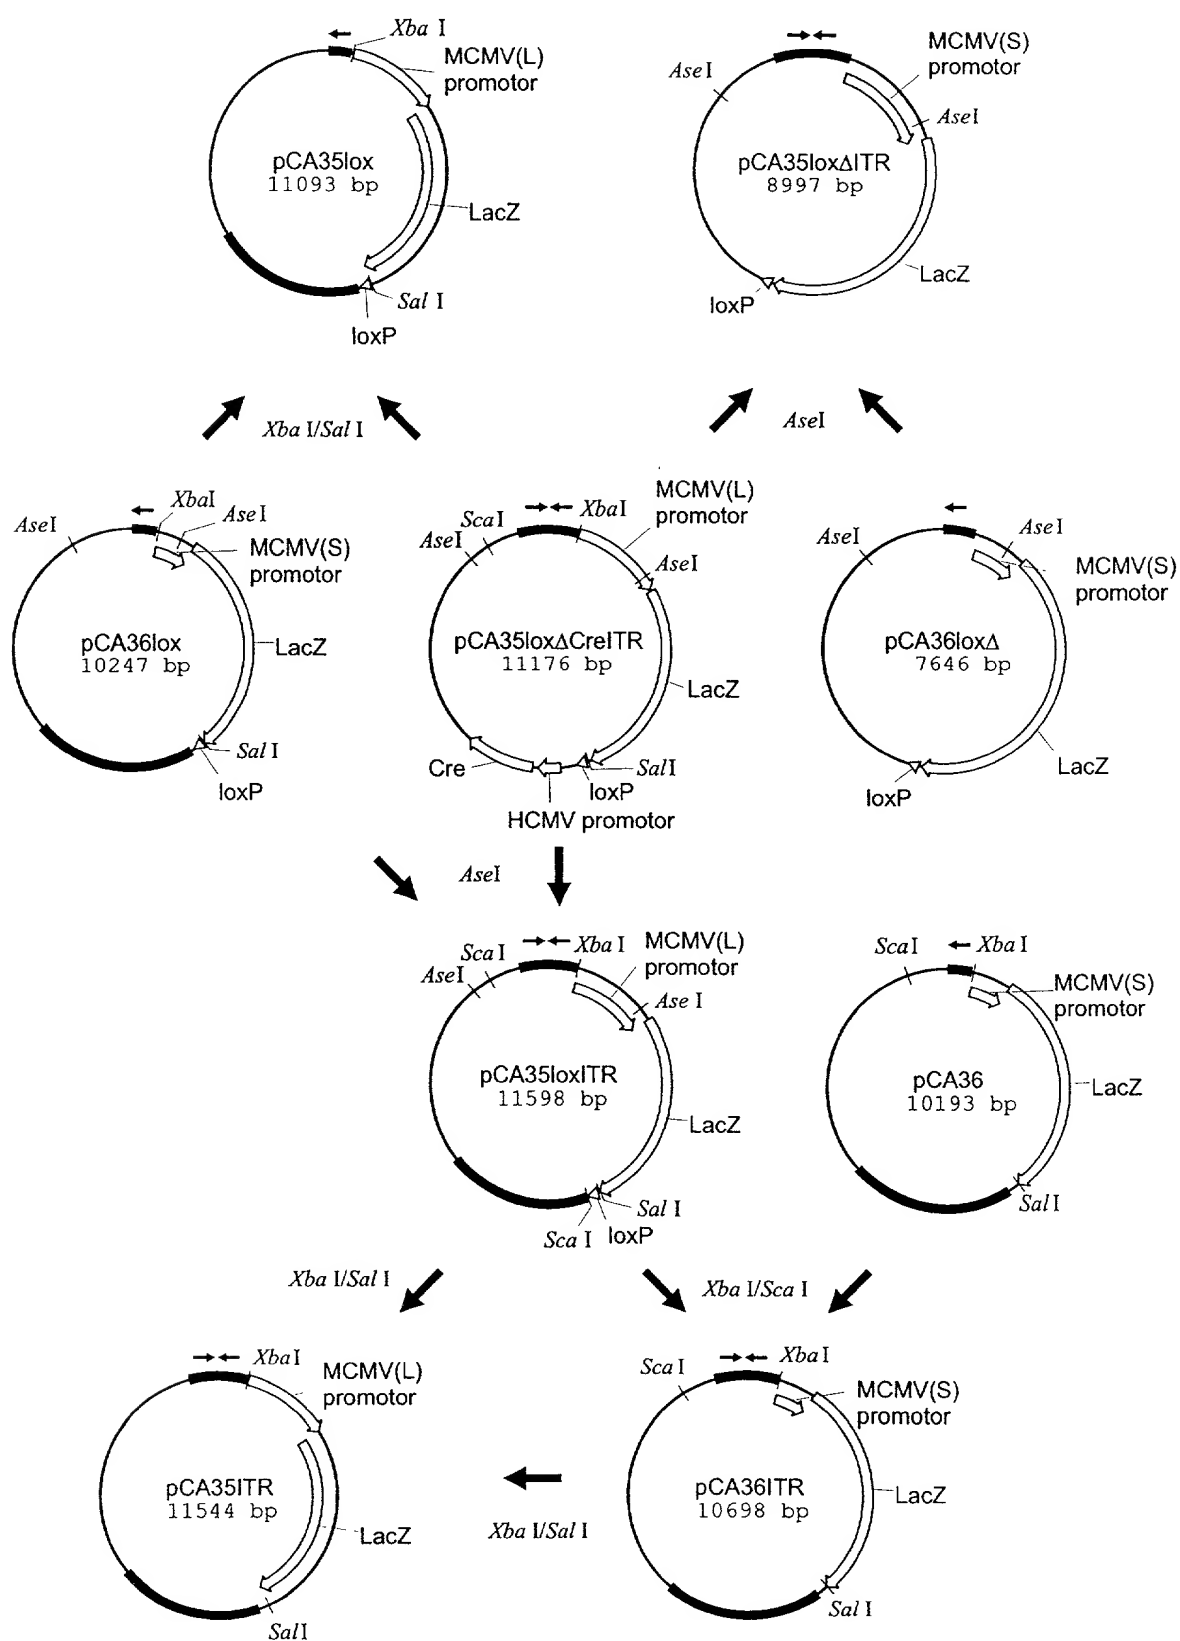 Xba I
MCMV(L)
promotor
pCA35lox
11093 bp
LacZ
Sal I
loxP
MCMV(S)
promotor
AseI
AseI
pCA35loxΔITR
8997 bp
LacZ
loxP
Xba I/Sal I
AseI
AseI
XbaI
AseI
MCMV(S)
promotor
pCA36lox
10247 bp
LacZ
Sal I
loxP
MCMV(L)
promotor
XbaI
ScaI
AseI
AseI
pCA35loxΔCreITR
11176 bp
LacZ
Cre
SalI
loxP
HCMV promotor
AseI
AseI
MCMV(S)
promotor
pCA36loxΔ
7646 bp
LacZ
loxP
AseI
Xba I
MCMV(L)
promotor
ScaI
AseI
Ase I
pCA35loxITR
11598 bp
LacZ
Sal I
Sca I
loxP
ScaI
Xba I
MCMV(S)
promotor
pCA36
10193 bp
LacZ
SalI
Xba I/Sal I
Xba I/Sca I
XbaI
MCMV(L)
promotor
pCA35ITR
11544 bp
LacZ
SalI
Xba I/Sal I
ScaI
XbaI
MCMV(S)
promotor
pCA36ITR
10698 bp
LacZ
Sal I